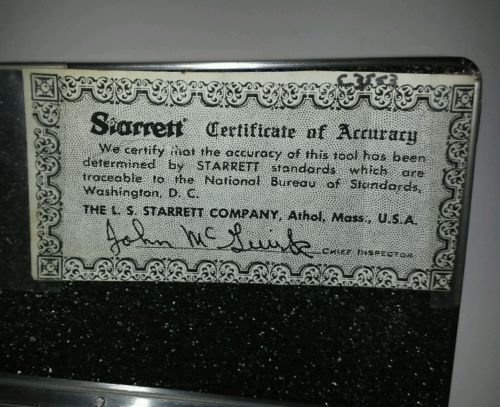 Starrett Certificate of Accuracy
We certify that the accuracy of this tool has been
determined by STARRETT standards which are
traceable to the National Bureau of Standards,
Washington, D. C.
THE L. S. STARRETT COMPANY, Athol, Mass., U.S.A.
John McGuirk CHIEF INSPECTOR